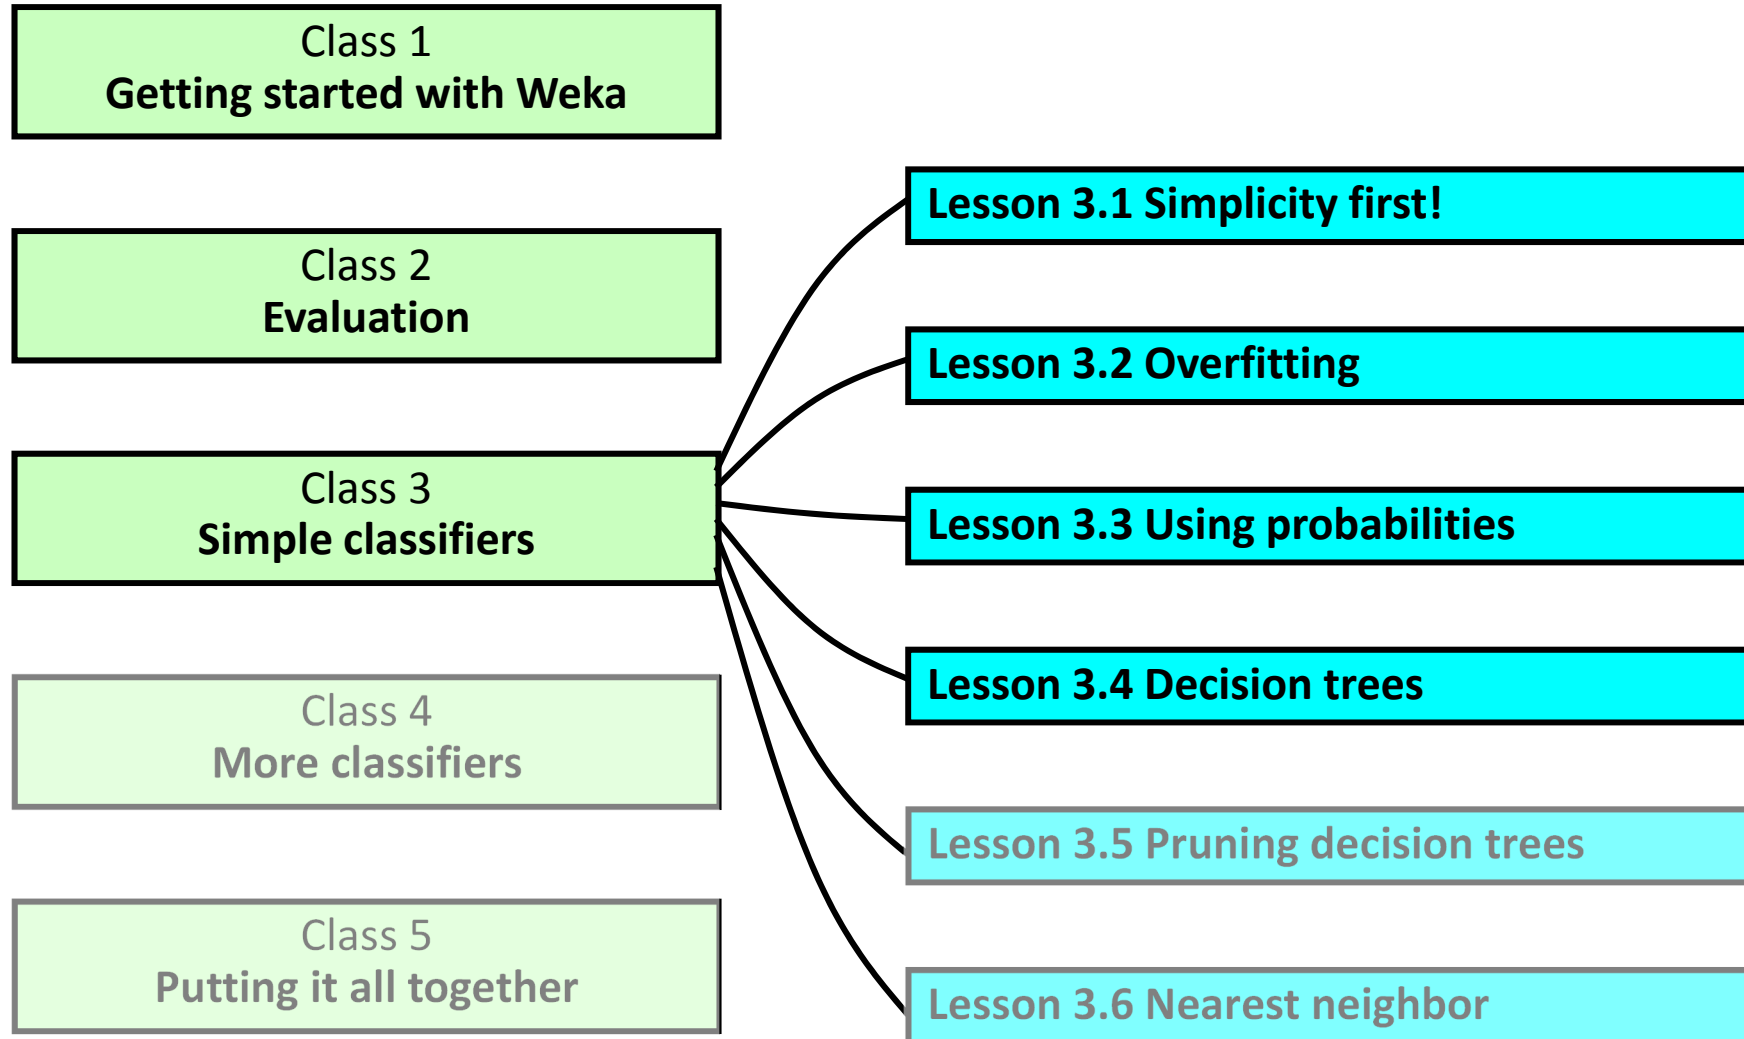 Class 1
Getting started with Weka
Class 2
Evaluation
Class 3
Simple classifiers
Class 4
More classifiers
Class 5
Putting it all together
Lesson 3.1 Simplicity first!
Lesson 3.2 Overfitting
Lesson 3.3 Using probabilities
Lesson 3.4 Decision trees
Lesson 3.5 Pruning decision trees
Lesson 3.6 Nearest neighbor